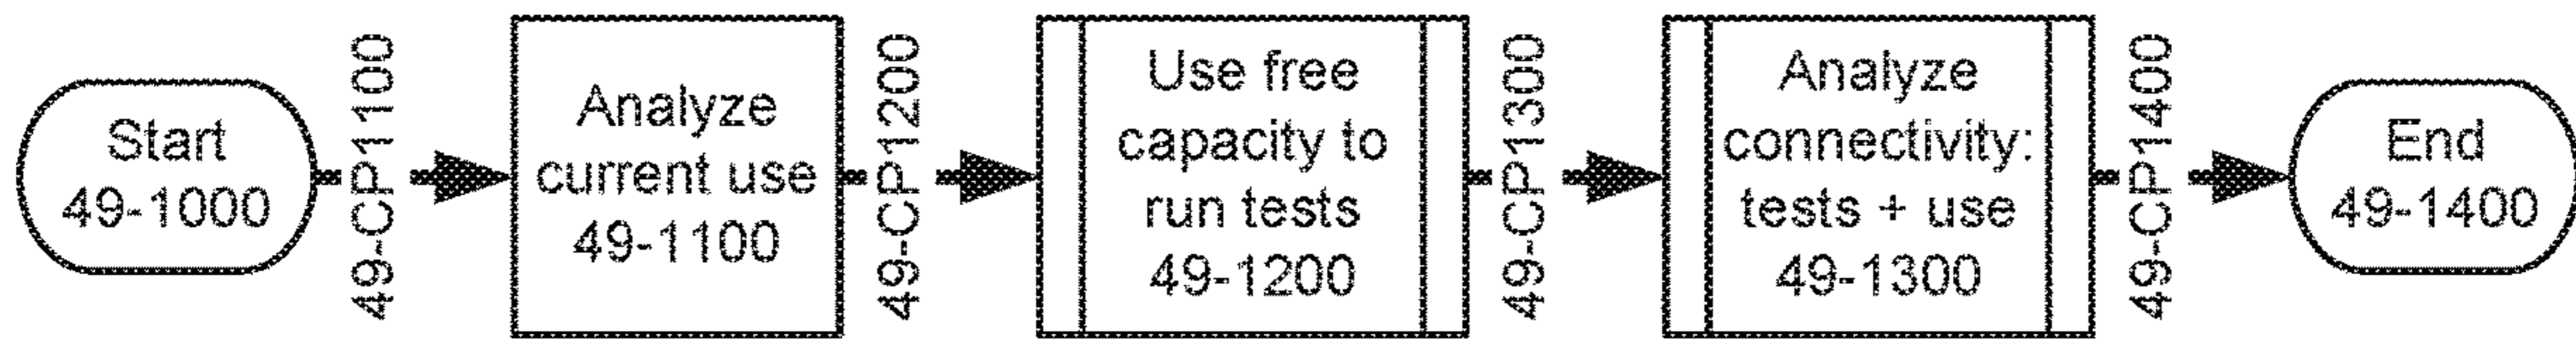 Start
49-1000
49-CP1100
Analyze
current use
49-1100
49-CP1200
Use free
capacity to
run tests
49-1200
49-CP1300
Analyze
connectivity:
tests + use
49-1300
49-CP1400
End
49-1400